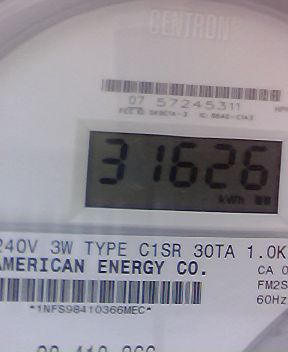 CENTRON
07 57245311
31626
kWh
240V 3W TYPE C1SR 30TA 1.0K
AMERICAN ENERGY CO.
CA 0
FM2S
60Hz
*1NFS98410366MEC*